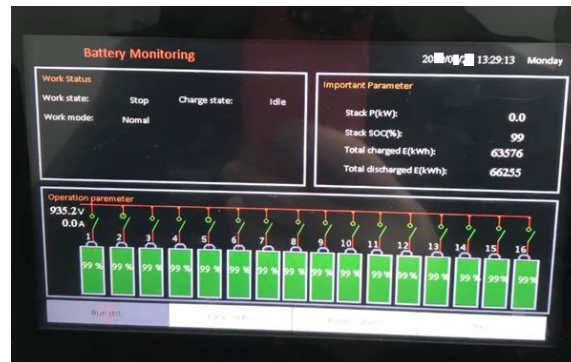 Battery Monitoring
13:29:13 Monday
Work Status
Work state: Stop Charge state: Idle
Work mode: Nomal
Important Parameter
Stack P(kW): 0.0
Stack SOC(%): 99
Total charged E(kWh): 63576
Total discharged E(kWh): 66255
Operation paremeter
935.2V
0.0A
1 2 3 4 5 6 7 8 9 10 11 12 13 14 15 16
99 % 99 % 99 % 99 % 99 % 99 % 99 % 99 % 99 % 99 % 99 % 99 % 99 % 99 % 99 % 99 %
Run ctrl.